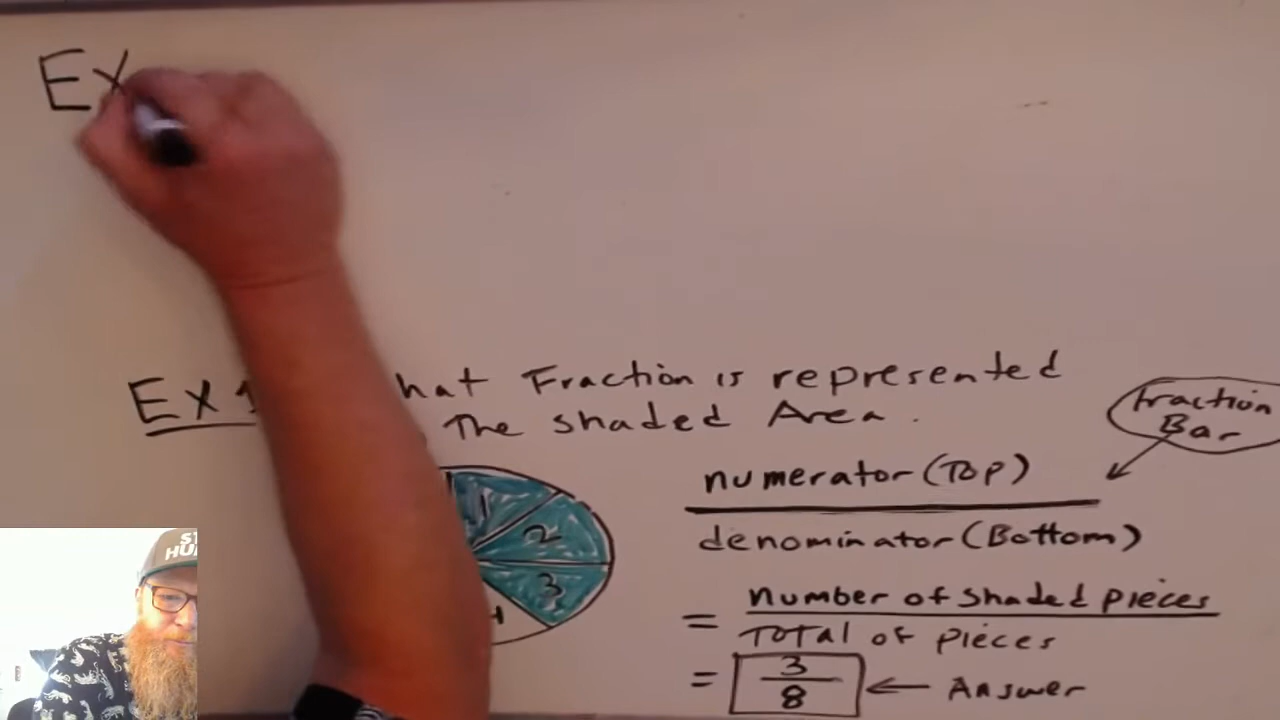 Ex
Ex 1
hat Fraction is represented
The shaded Area.
Fraction
Bar
numerator (Top)
denominator (Bottom)
1
2
3
= Number of shaded pieces
Total of pieces
= 3
8 ← Answer